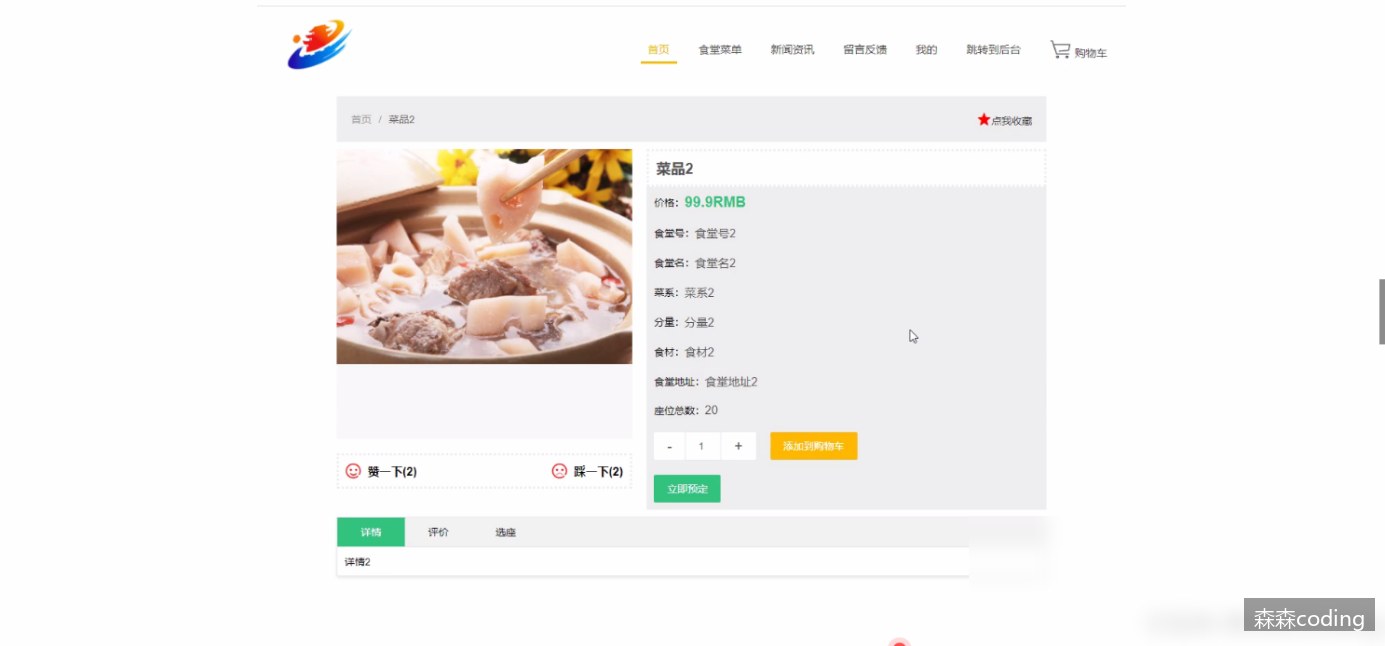 首页 食堂菜单 新闻资讯 留言反馈 我的 跳转到后台 购物车
首页 / 菜品2 点我收藏
菜品2
价格：99.9RMB
食堂号：食堂号2
食堂名：食堂名2
菜系：菜系2
分量：分量2
食材：食材2
食堂地址：食堂地址2
座位总数：20
- 1 + 添加到购物车
立即预定
赞一下(2) 踩一下(2)
详情 评价 选座
详情2
森森coding